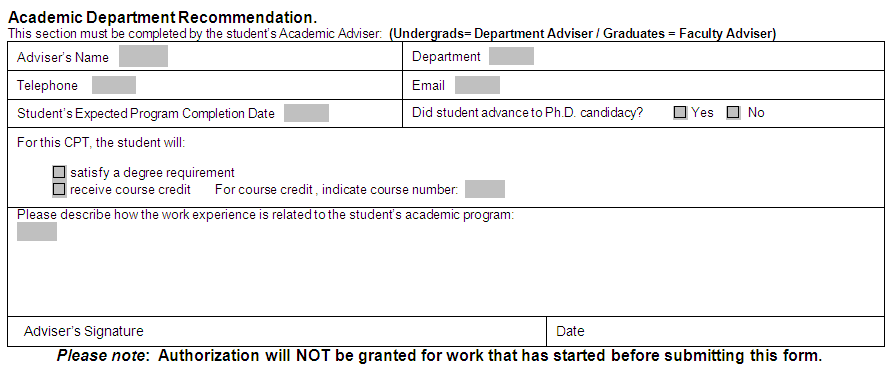 Academic Department Recommendation.
This section must be completed by the student's Academic Adviser: (Undergrads= Department Adviser / Graduates = Faculty Adviser)
Adviser's Name Department
Telephone Email
Student's Expected Program Completion Date Did student advance to Ph.D. candidacy? Yes No
For this CPT, the student will:
satisfy a degree requirement
receive course credit For course credit , indicate course number:
Please describe how the work experience is related to the student's academic program:
Adviser's Signature Date
Please note: Authorization will NOT be granted for work that has started before submitting this form.